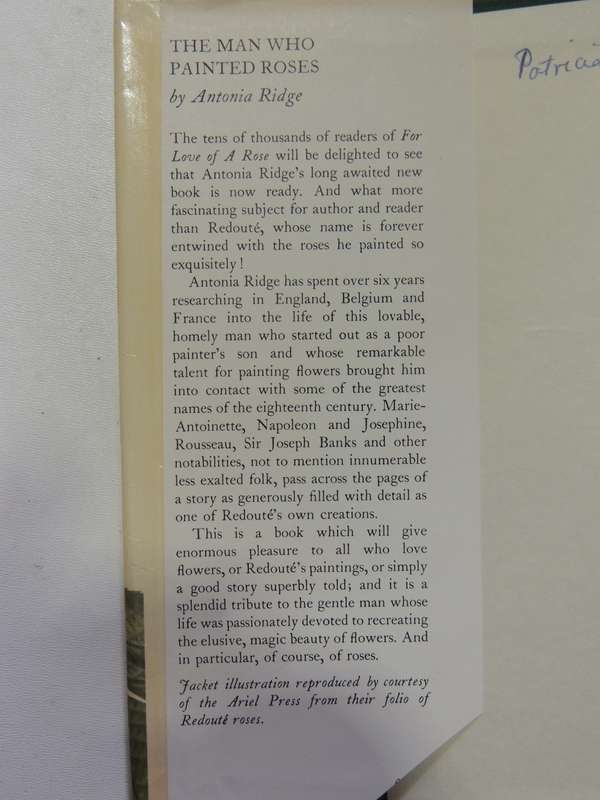 THE MAN WHO
PAINTED ROSES
by Antonia Ridge
The tens of thousands of readers of For
Love of A Rose will be delighted to see
that Antonia Ridge's long awaited new
book is now ready. And what more
fascinating subject for author and reader
than Redouté, whose name is forever
entwined with the roses he painted so
exquisitely!
Antonia Ridge has spent over six years
researching in England, Belgium and
France into the life of this lovable,
homely man who started out as a poor
painter's son and whose remarkable
talent for painting flowers brought him
into contact with some of the greatest
names of the eighteenth century. Marie-
Antoinette, Napoleon and Josephine,
Rousseau, Sir Joseph Banks and other
notabilities, not to mention innumerable
less exalted folk, pass across the pages of
a story as generously filled with detail as
one of Redouté's own creations.
This is a book which will give
enormous pleasure to all who love
flowers, or Redouté's paintings, or simply
a good story superbly told; and it is a
splendid tribute to the gentle man whose
life was passionately devoted to recreating
the elusive, magic beauty of flowers. And
in particular, of course, of roses.
Jacket illustration reproduced by courtesy
of the Ariel Press from their folio of
Redouté roses.